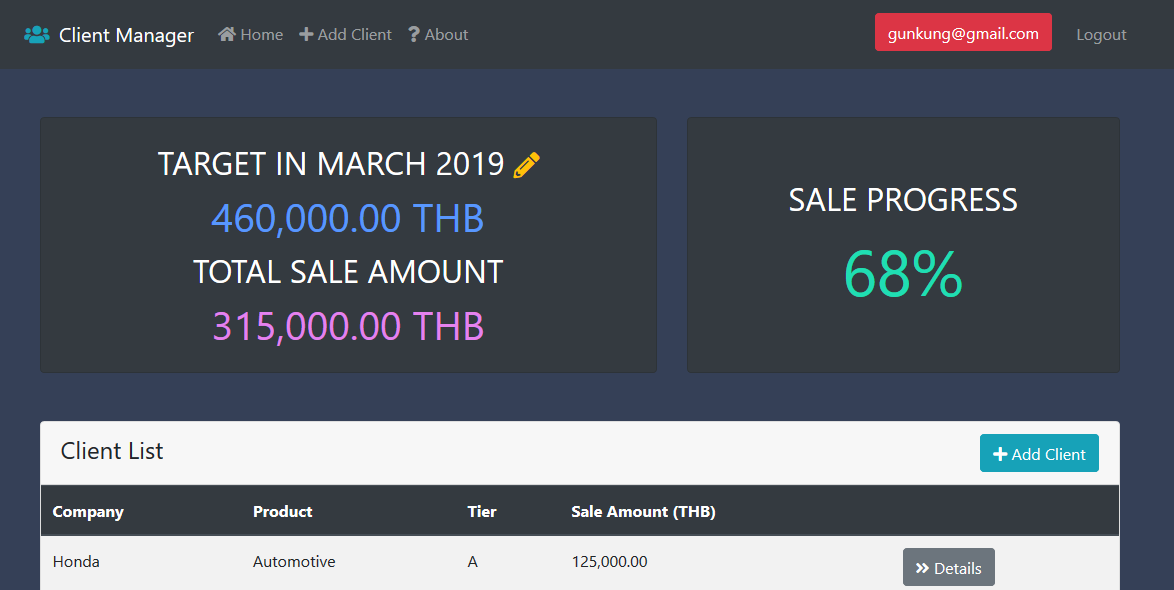 Client Manager Home Add Client About gunkung@gmail.com Logout
TARGET IN MARCH 2019
460,000.00 THB
TOTAL SALE AMOUNT
315,000.00 THB
SALE PROGRESS
68%
Client List
Add Client
Company Product Tier Sale Amount (THB)
Honda Automotive A 125,000.00 Details